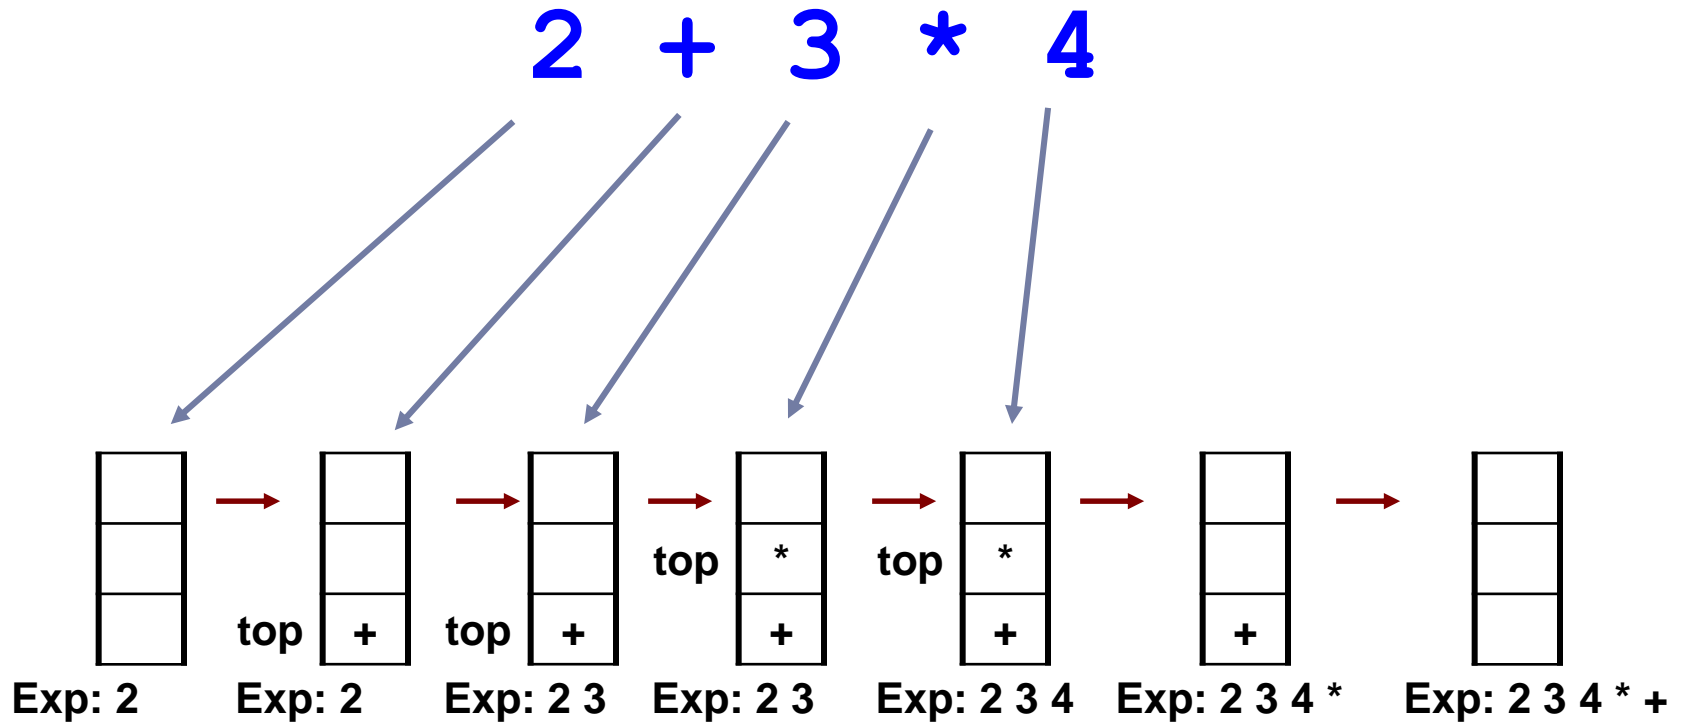 2 + 3 * 4
top * top *
top + top + + + +
Exp: 2 Exp: 2 Exp: 2 3 Exp: 2 3 Exp: 2 3 4 Exp: 2 3 4 * Exp: 2 3 4 * +